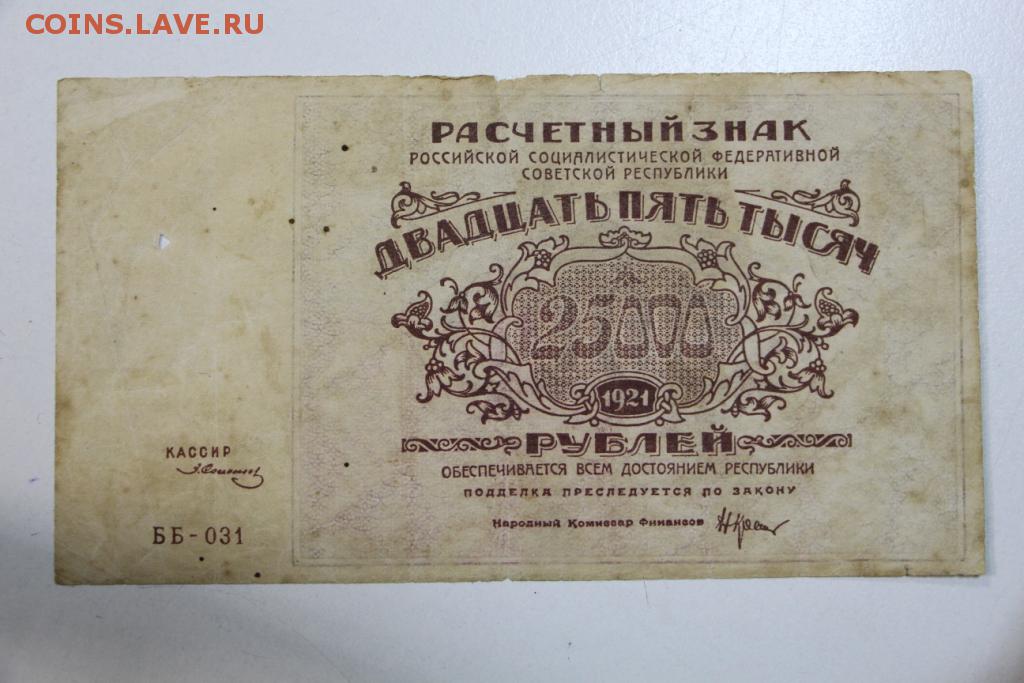 COINS.LAVE.RU
РАСЧЕТНЫЙ ЗНАК
РОССИЙСКОЙ СОЦИАЛИСТИЧЕСКОЙ ФЕДЕРАТИВНОЙ
СОВЕТСКОЙ РЕСПУБЛИКИ
ДВАДЦАТЬ ПЯТЬ ТЫСЯЧ
25000
1921
РУБЛЕЙ
ОБЕСПЕЧИВАЕТСЯ ВСЕМ ДОСТОЯНИЕМ РЕСПУБЛИКИ
ПОДДЕЛКА ПРЕСЛЕДУЕТСЯ ПО ЗАКОНУ
Народный Комиссар Финансов
КАССИР
ББ-031